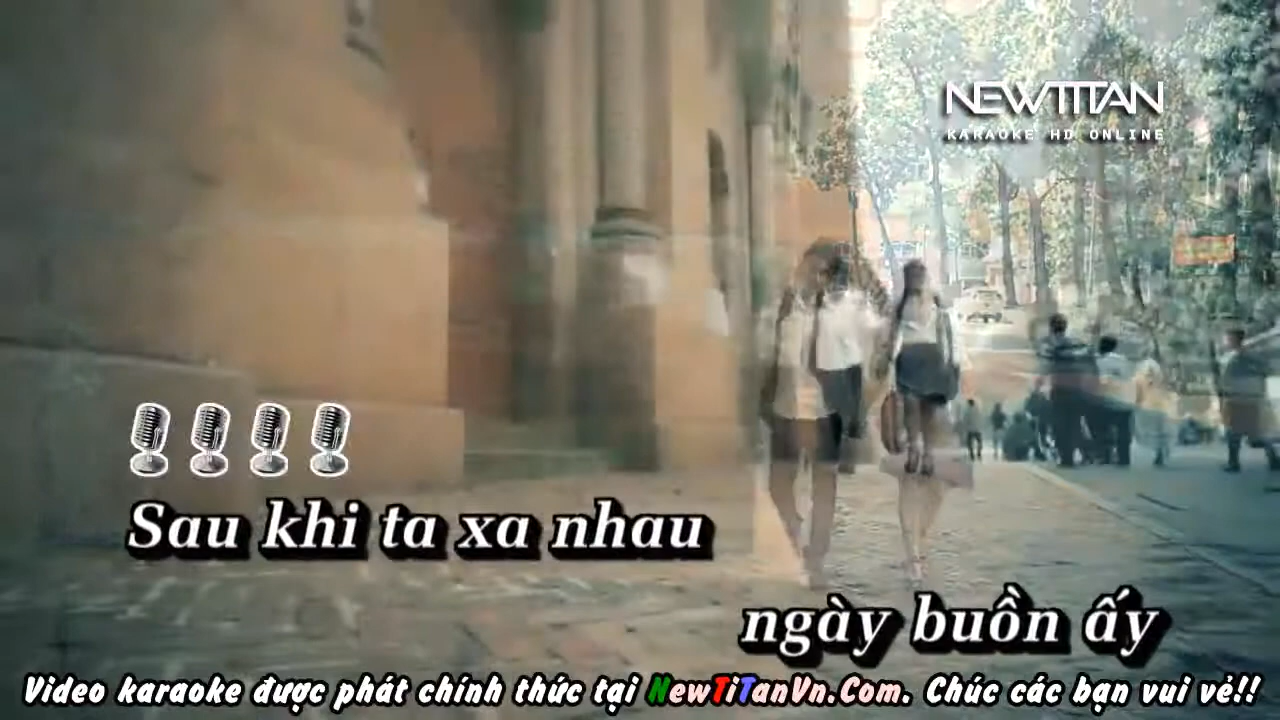 NEWTITAN
KARAOKE HD ONLINE
Sau khi ta xa nhau
ngày buồn ấy
Video karaoke được phát chính thức tại NewTiTanVn.Com. Chúc các bạn vui vẻ!!